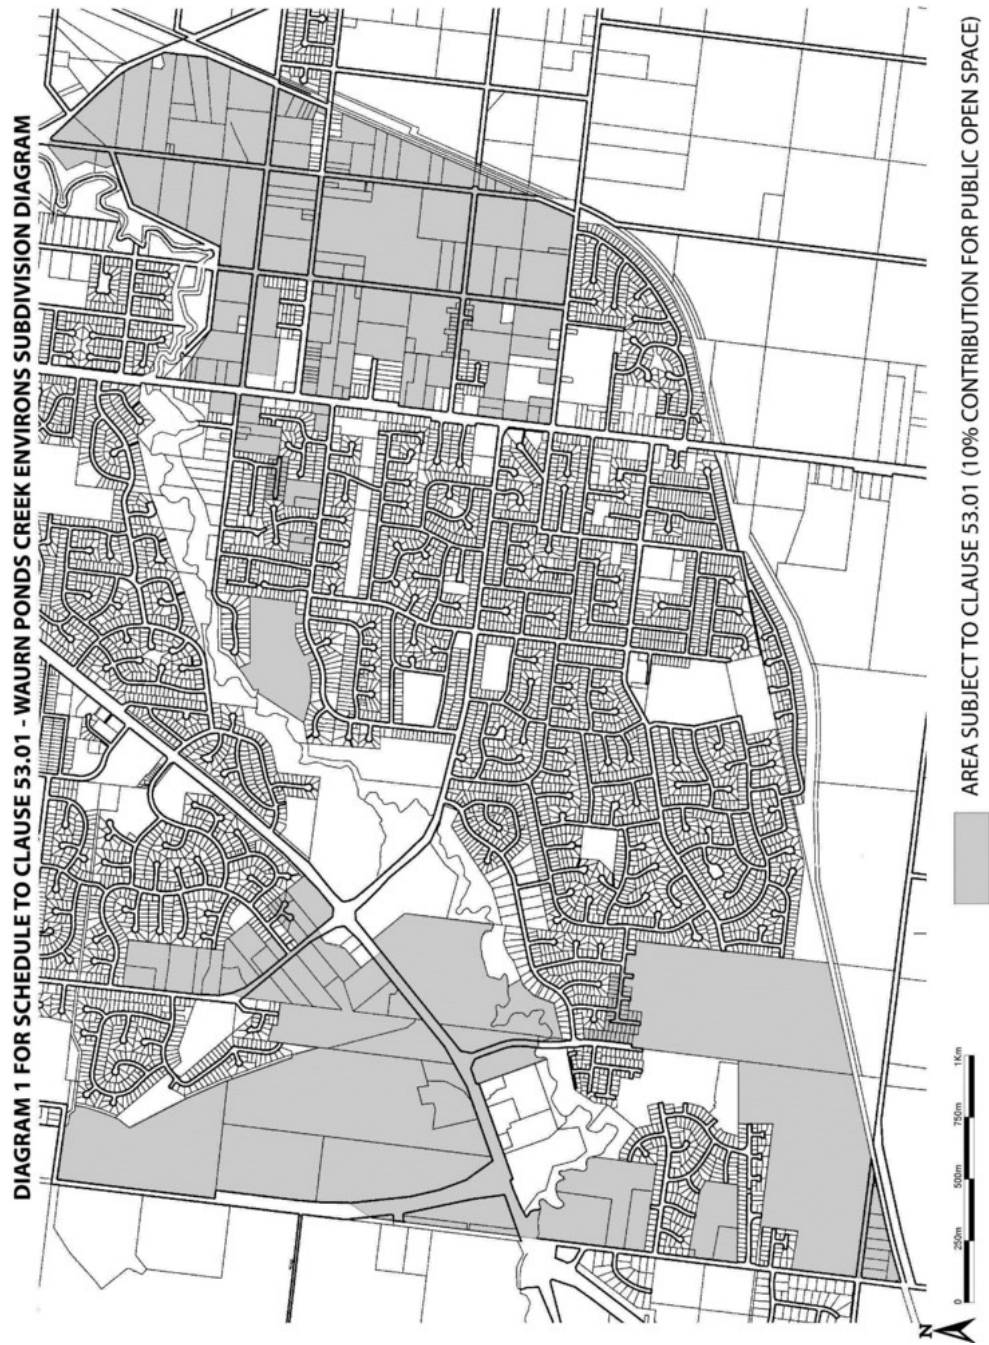 DIAGRAM 1 FOR SCHEDULE TO CLAUSE 53.01 - WAURN PONDS CREEK ENVIRONS SUBDIVISION DIAGRAM
AREA SUBJECT TO CLAUSE 53.01 (10% CONTRIBUTION FOR PUBLIC OPEN SPACE)
0 250m 500m 750m 1Km
N